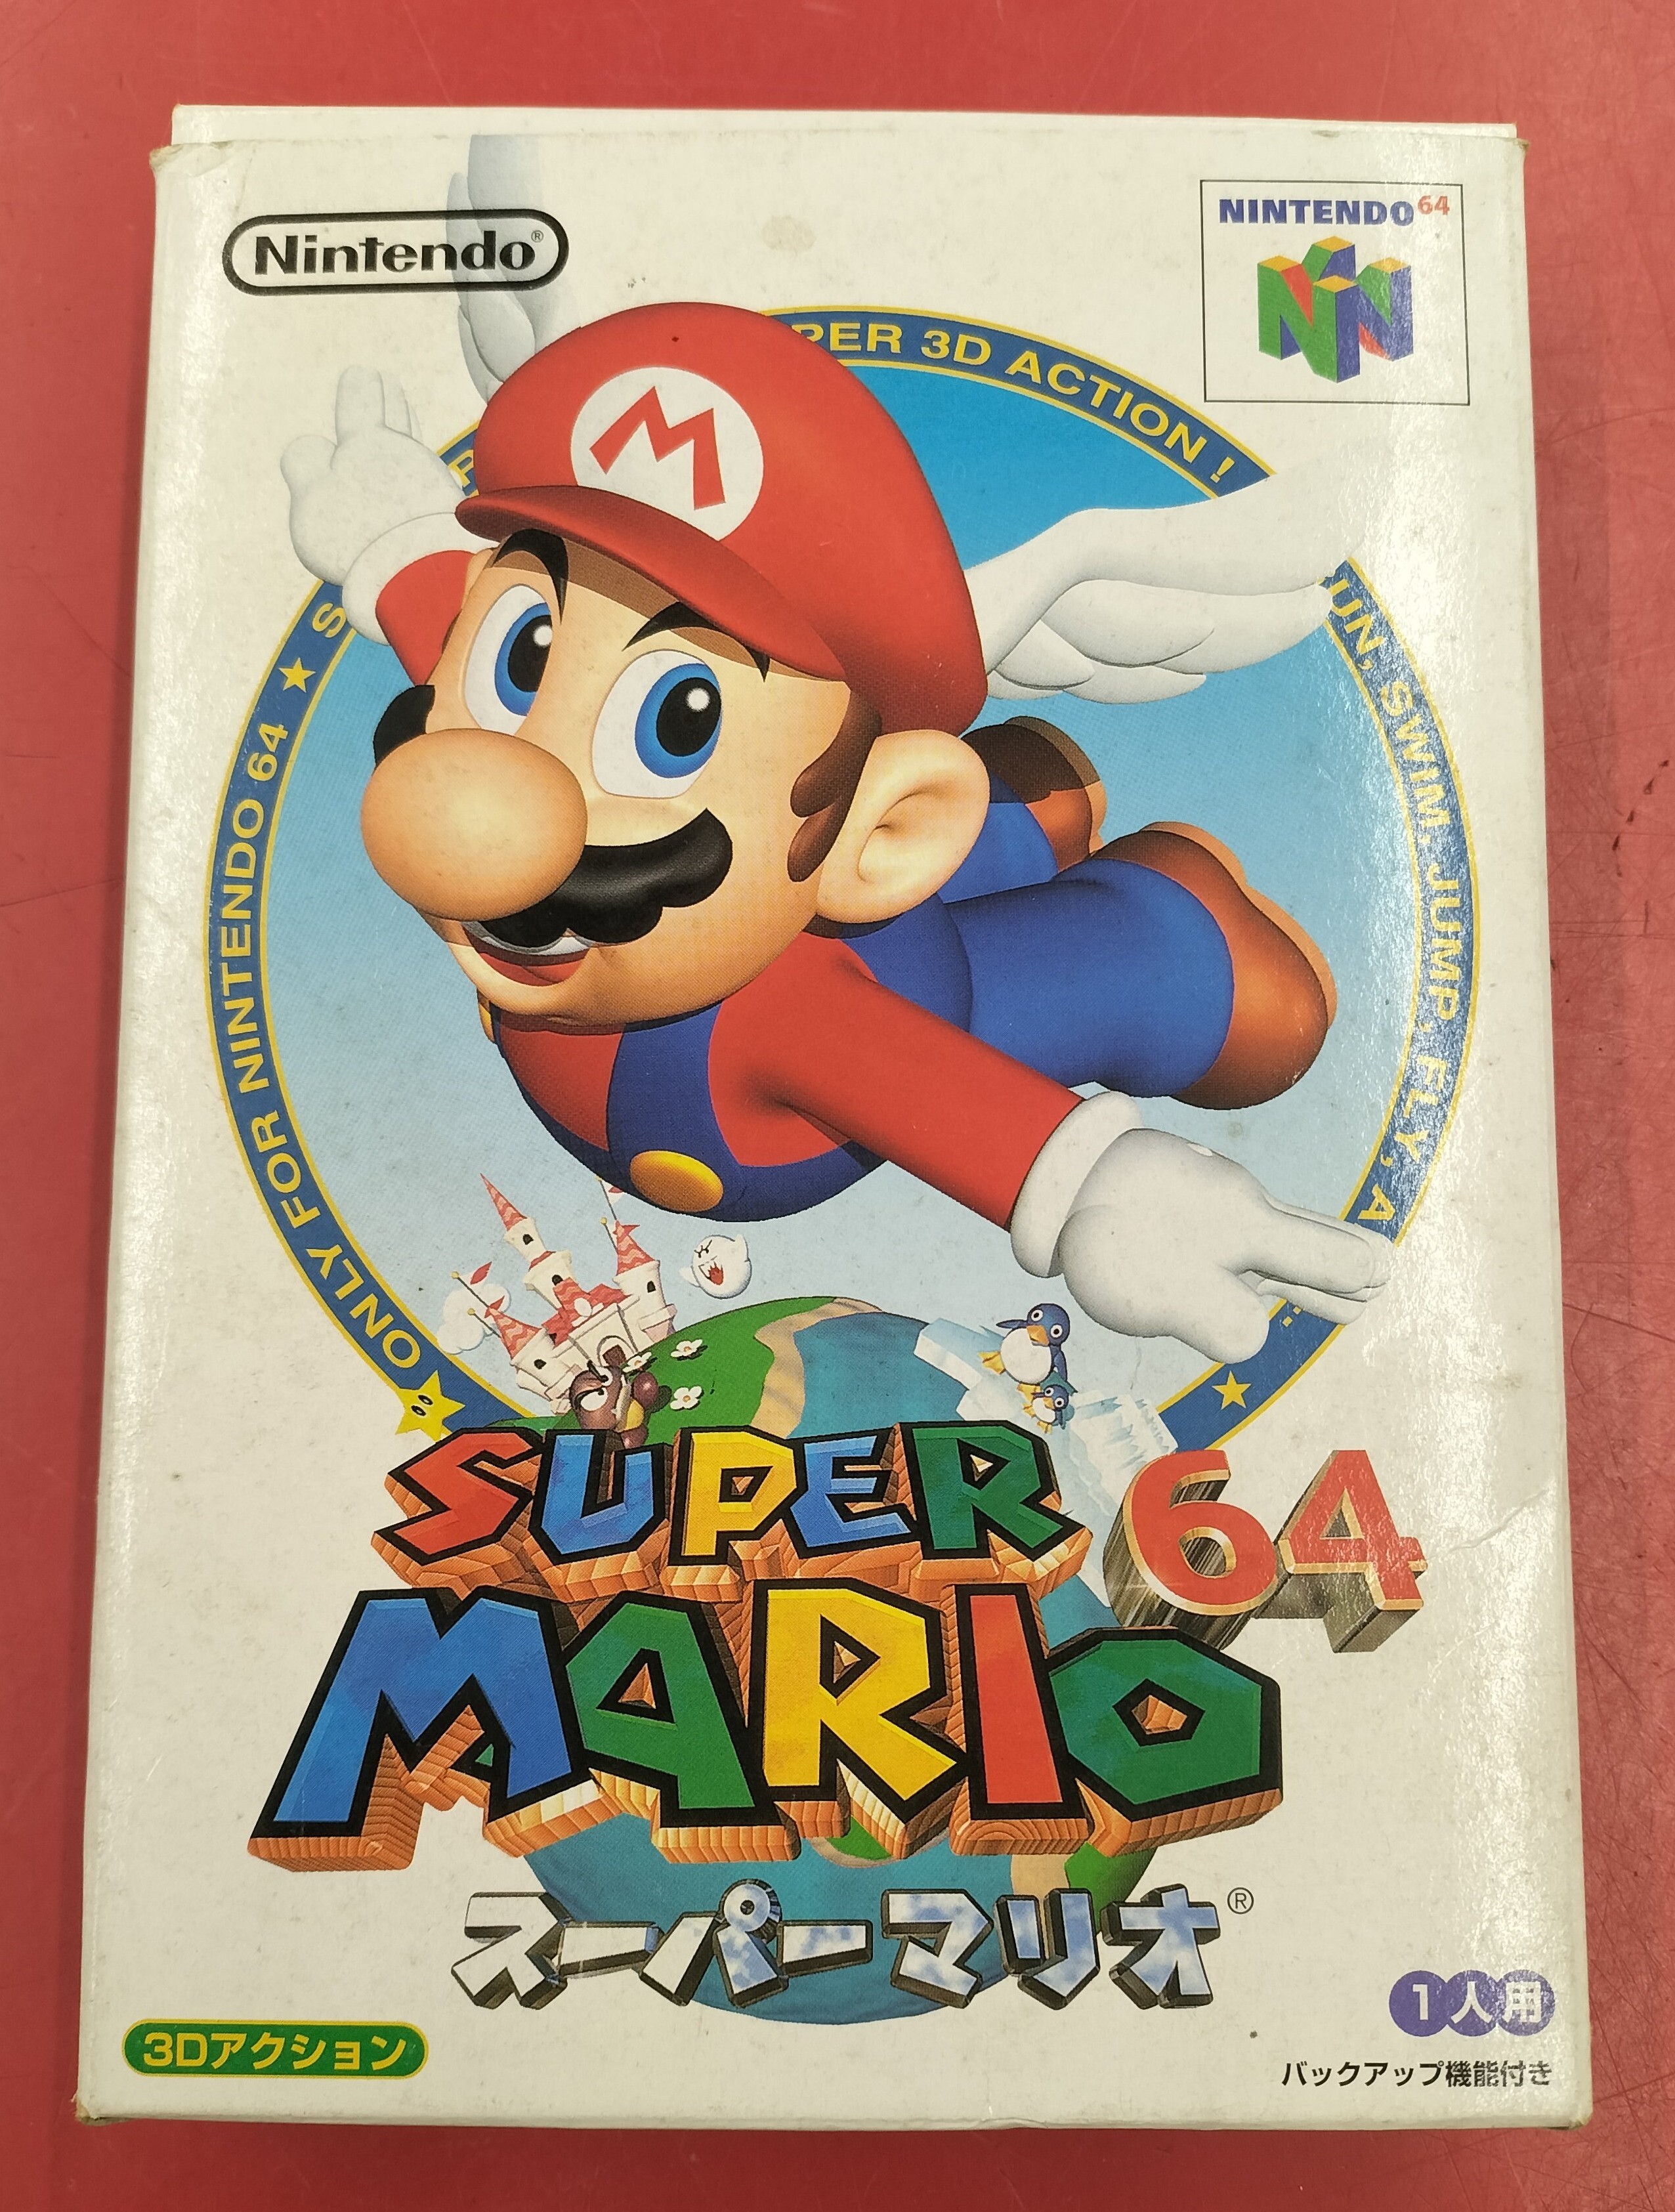 Nintendo®
NINTENDO64
M
3D ACTION!
SWIM, JUMP, FLY,
★ ONLY FOR NINTENDO 64 ★
SUPER
MARIO
64
スーパーマリオ®
3Dアクション
1人用
バックアップ機能付き